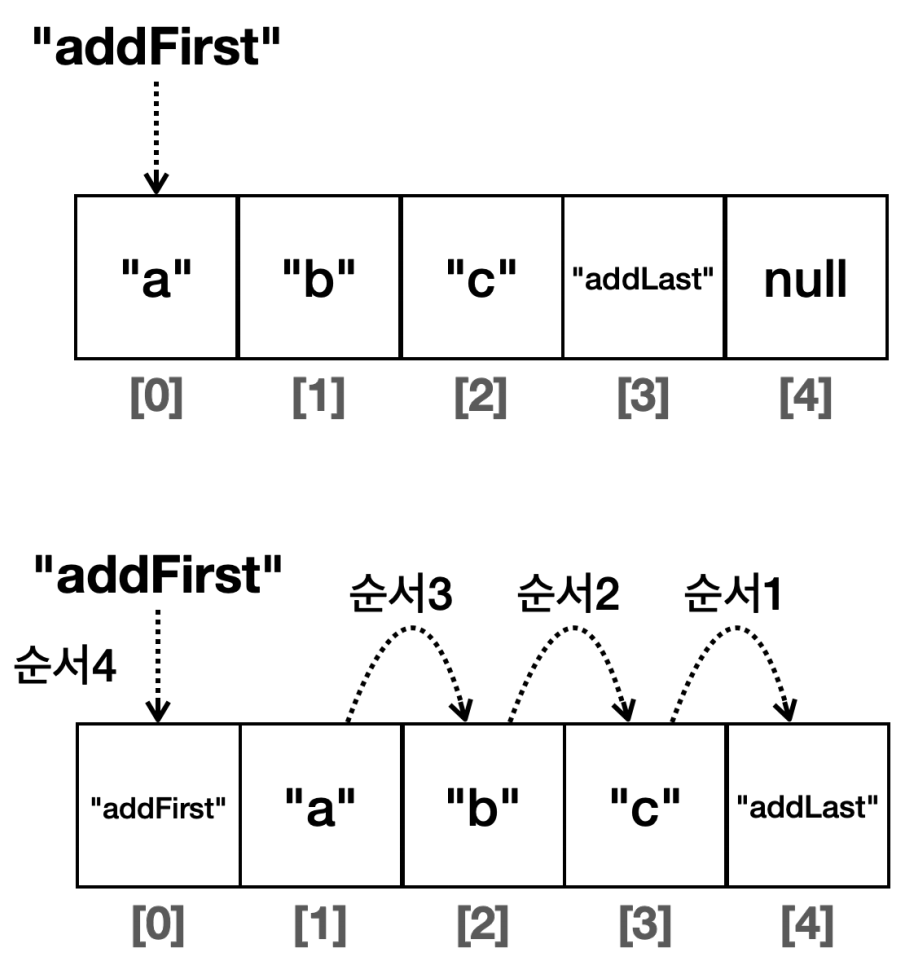 "addFirst"
"a" "b" "c" "addLast" null
[0] [1] [2] [3] [4]
"addFirst"
순서3 순서2 순서1
순서4
"addFirst" "a" "b" "c" "addLast"
[0] [1] [2] [3] [4]